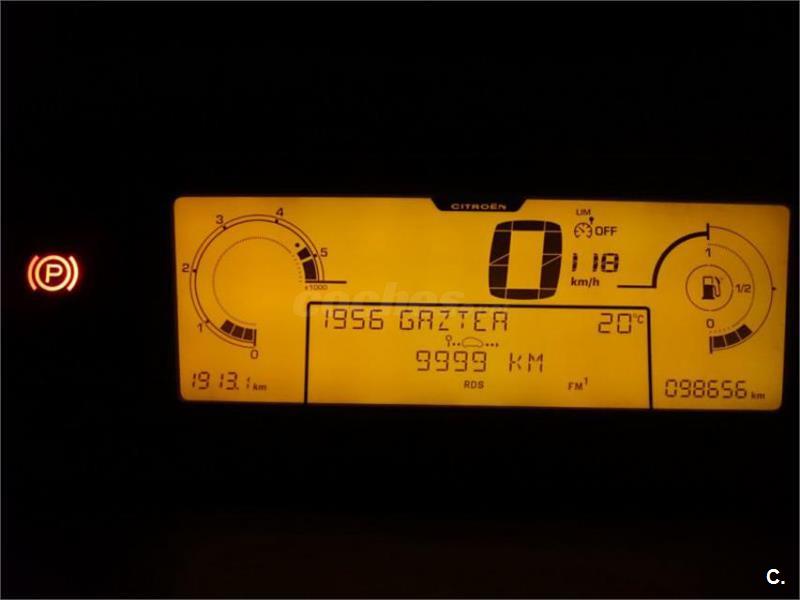 CITROËN
LIM
OFF
0
118
km/h
4
3
5
2
x1000
1
0
1
1/2
0
1956 GAZTEA
20°C
9999 KM
RDS
FM1
1913.1 km
098656 km
P
coches
C.